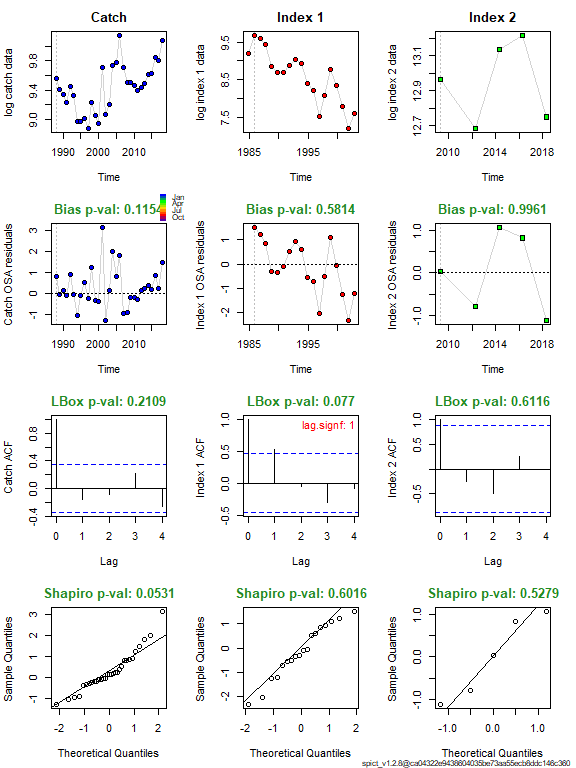 Catch
Index 1
Index 2
log catch data
9.0 9.4 9.8
1990 2000 2010
Time
log index 1 data
7.5 8.5 9.5
1985 1995
Time
log index 2 data
12.7 12.9 13.1
2010 2014 2018
Time
Jan
Apr
Jul
Oct
Bias p-val: 0.1154
Bias p-val: 0.5814
Bias p-val: 0.9961
Catch OSA residuals
-1 0 1 2 3
1990 2000 2010
Time
Index 1 OSA residuals
-2 -1 0 1
1985 1995
Time
Index 2 OSA residuals
-1.0 0.0 1.0
2010 2014 2018
Time
LBox p-val: 0.2109
LBox p-val: 0.077
LBox p-val: 0.6116
Catch ACF
-0.4 0.0 0.4 0.8
0 1 2 3 4
Lag
Index 1 ACF
lag.signf: 1
-0.5 0.0 0.5 1.0
0 1 2 3 4
Lag
Index 2 ACF
-0.5 0.0 0.5 1.0
0 1 2 3 4
Lag
Shapiro p-val: 0.0531
Shapiro p-val: 0.6016
Shapiro p-val: 0.5279
Sample Quantiles
-1 0 1 2 3
-2 -1 0 1 2
Theoretical Quantiles
Sample Quantiles
-2 -1 0 1
-2 -1 0 1 2
Theoretical Quantiles
Sample Quantiles
-1.0 0.0 1.0
-1.0 0.0 1.0
Theoretical Quantiles